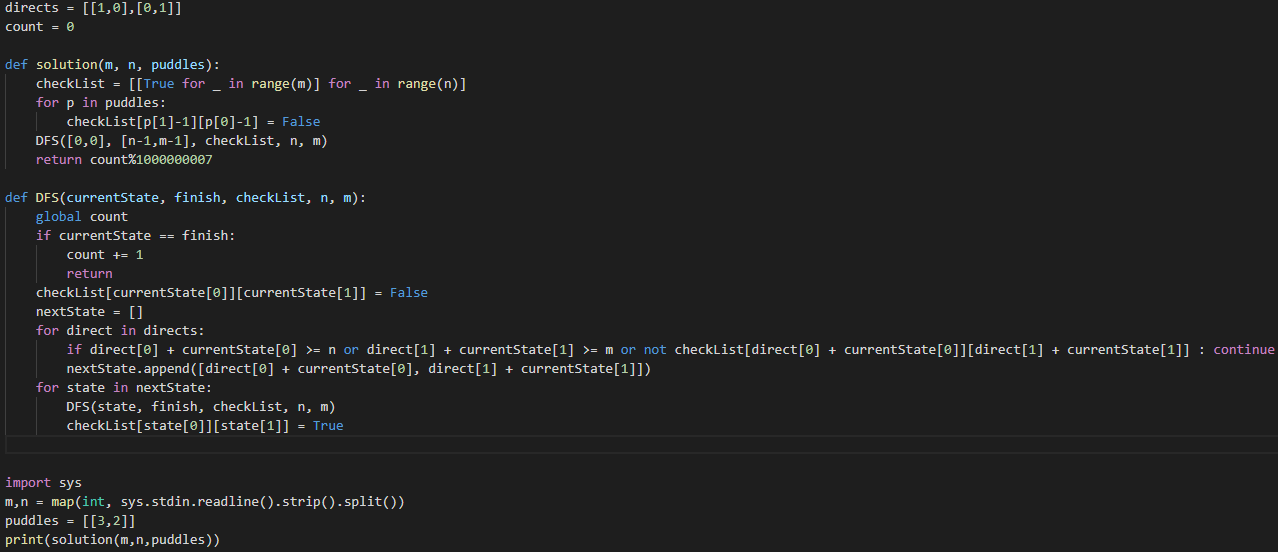 directs = [[1,0],[0,1]]
count = 0

def solution(m, n, puddles):
    checkList = [[True for _ in range(m)] for _ in range(n)]
    for p in puddles:
        checkList[p[1]-1][p[0]-1] = False
    DFS([0,0], [n-1,m-1], checkList, n, m)
    return count%1000000007

def DFS(currentState, finish, checkList, n, m):
    global count
    if currentState == finish:
        count += 1
        return
    checkList[currentState[0]][currentState[1]] = False
    nextState = []
    for direct in directs:
        if direct[0] + currentState[0] >= n or direct[1] + currentState[1] >= m or not checkList[direct[0] + currentState[0]][direct[1] + currentState[1]] : continue
        nextState.append([direct[0] + currentState[0], direct[1] + currentState[1]])
    for state in nextState:
        DFS(state, finish, checkList, n, m)
        checkList[state[0]][state[1]] = True

import sys
m,n = map(int, sys.stdin.readline().strip().split())
puddles = [[3,2]]
print(solution(m,n,puddles))